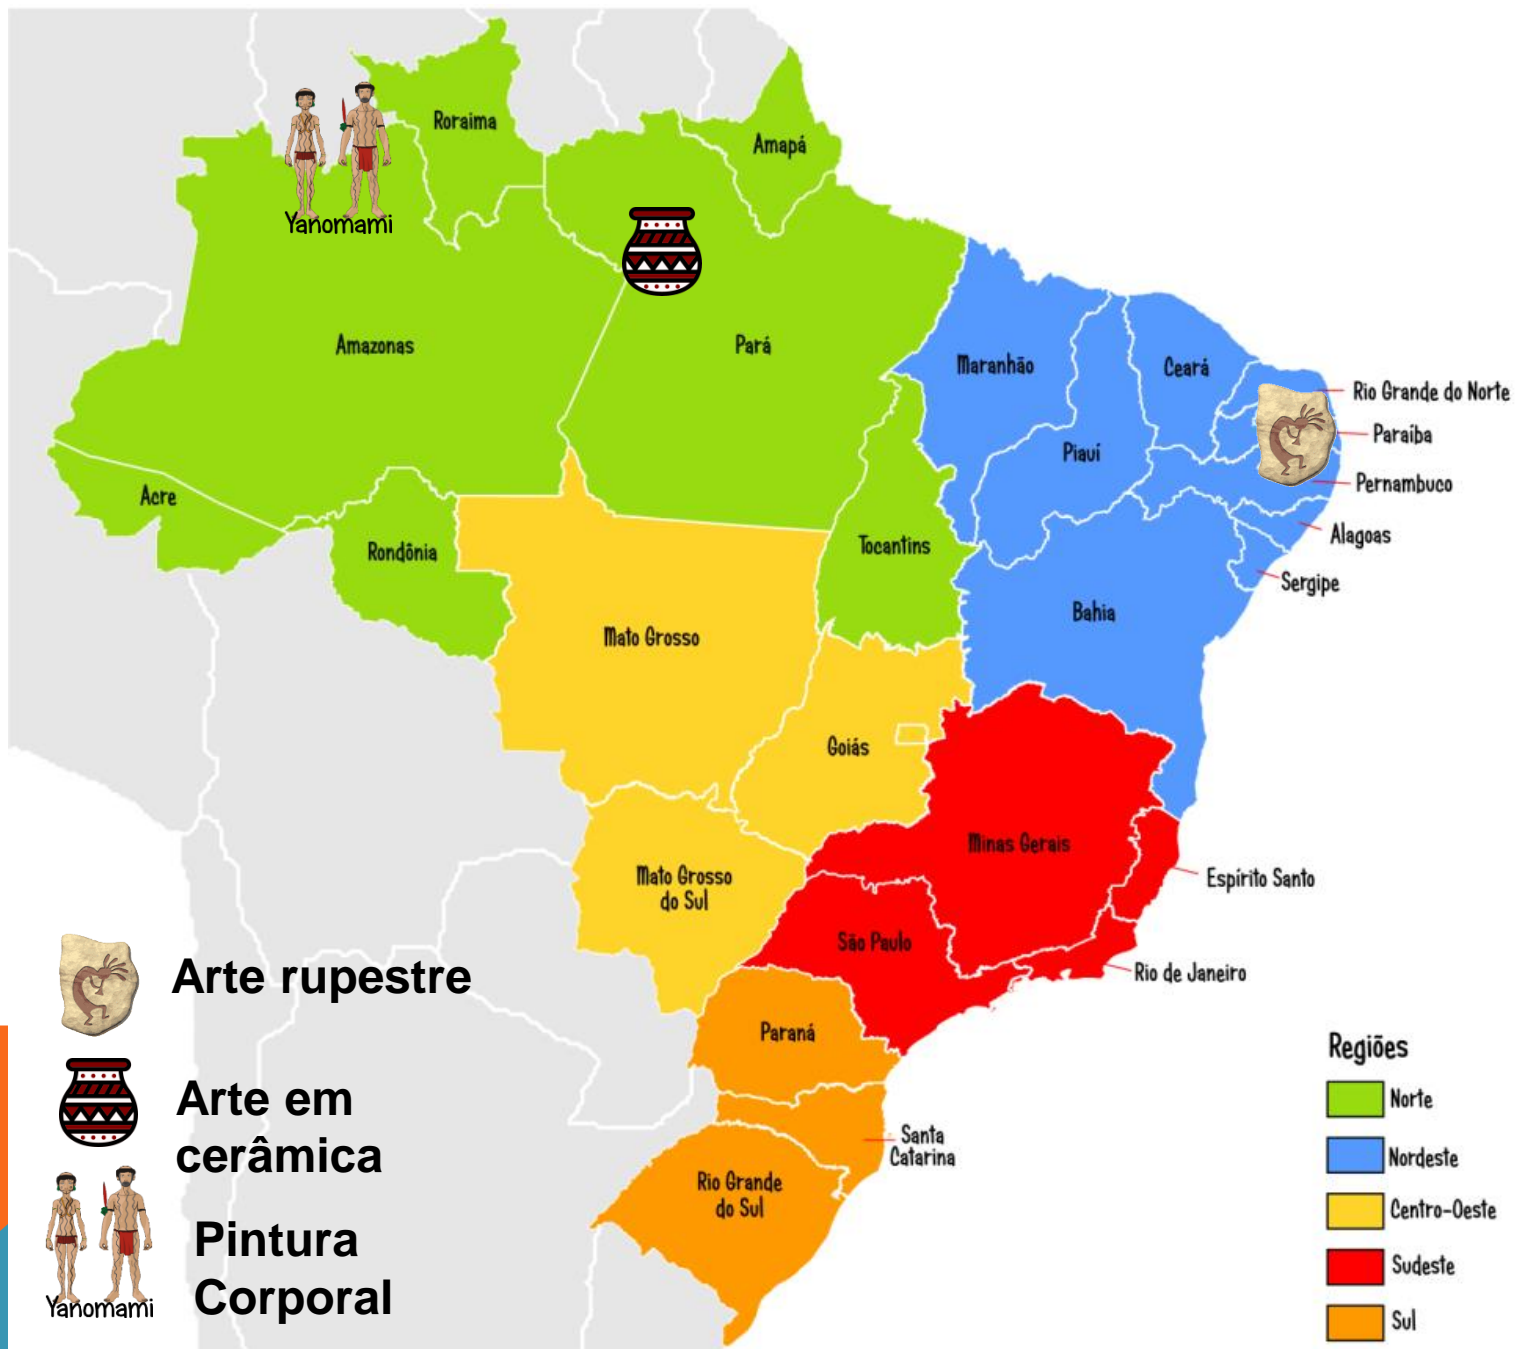 Roraima
Amapá
Yanomami
Amazonas
Pará
Maranhão
Ceará
Rio Grande do Norte
Paraíba
Piauí
Pernambuco
Acre
Alagoas
Rondônia
Tocantins
Sergipe
Bahia
Mato Grosso
Goiás
Minas Gerais
Mato Grosso
do Sul
Espírito Santo
São Paulo
Rio de Janeiro
Paraná
Santa
Catarina
Rio Grande
do Sul
Arte rupestre
Arte em
cerâmica
Pintura
Corporal
Yanomami
Regiões
Norte
Nordeste
Centro-Oeste
Sudeste
Sul